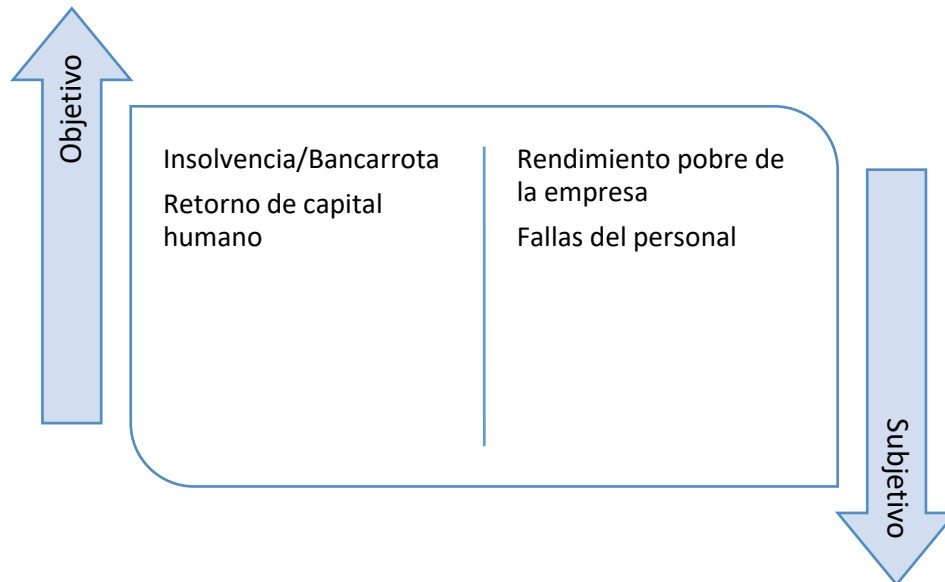 Objetivo
Insolvencia/Bancarrota
Retorno de capital
humano
Rendimiento pobre de
la empresa
Fallas del personal
Subjetivo